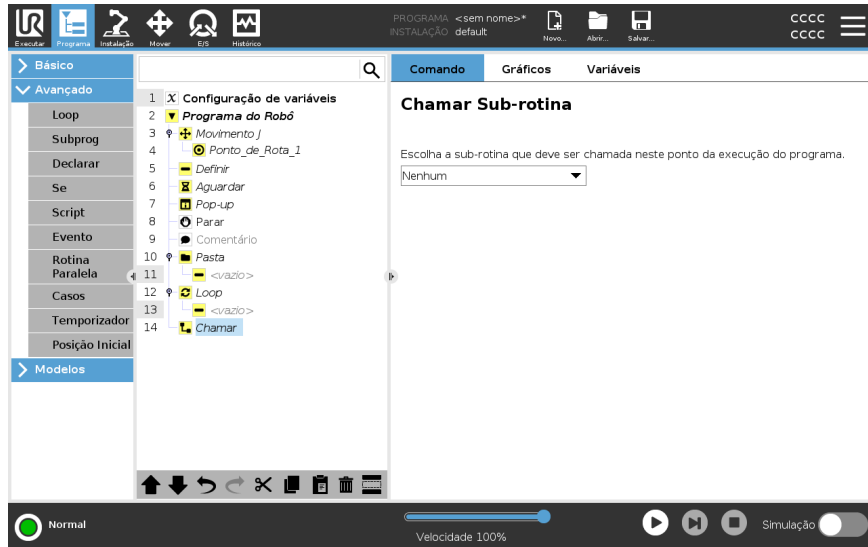 Executar
Programa
Instalação
Mover
E/S
Histórico
PROGRAMA <sem nome>*
INSTALAÇÃO default
Novo...
Abrir...
Salvar...
cccc
cccc
Básico
Avançado
Loop
Subprog
Declarar
Se
Script
Evento
Rotina
Paralela
Casos
Temporizador
Posição Inicial
Modelos
1 X Configuração de variáveis
2 Programa do Robô
3 Movimento J
4 Ponto_de_Rota_1
5 Definir
6 Aguardar
7 Pop-up
8 Parar
9 Comentário
10 Pasta
11 <vazio>
12 Loop
13 <vazio>
14 Chamar
Comando
Gráficos
Variáveis
Chamar Sub-rotina
Escolha a sub-rotina que deve ser chamada neste ponto da execução do programa.
Nenhum
Normal
Velocidade 100%
Simulação